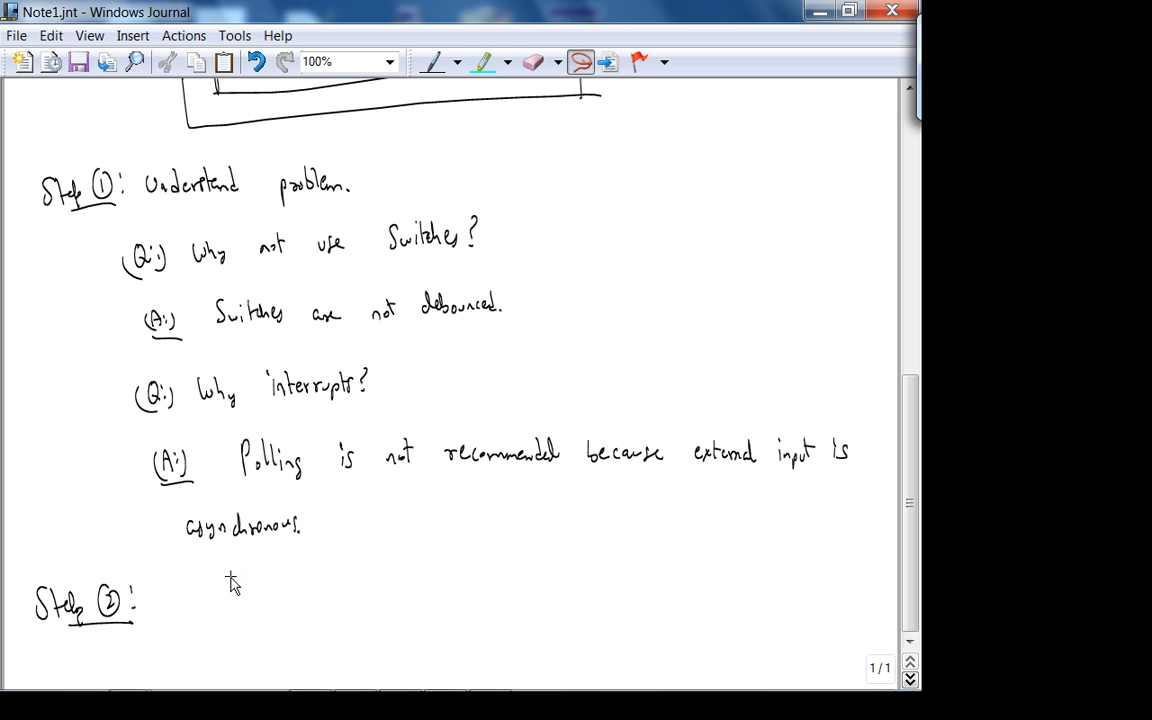 Note1.jnt - Windows Journal
File Edit View Insert Actions Tools Help
100%
Step ①: Understand problem.
(Q:) Why not use Switches?
(A:) Switches are not debounced.
(Q:) Why interrupts?
(A:) Polling is not recommended because external input is
asynchronous.
Step ②:
1 / 1